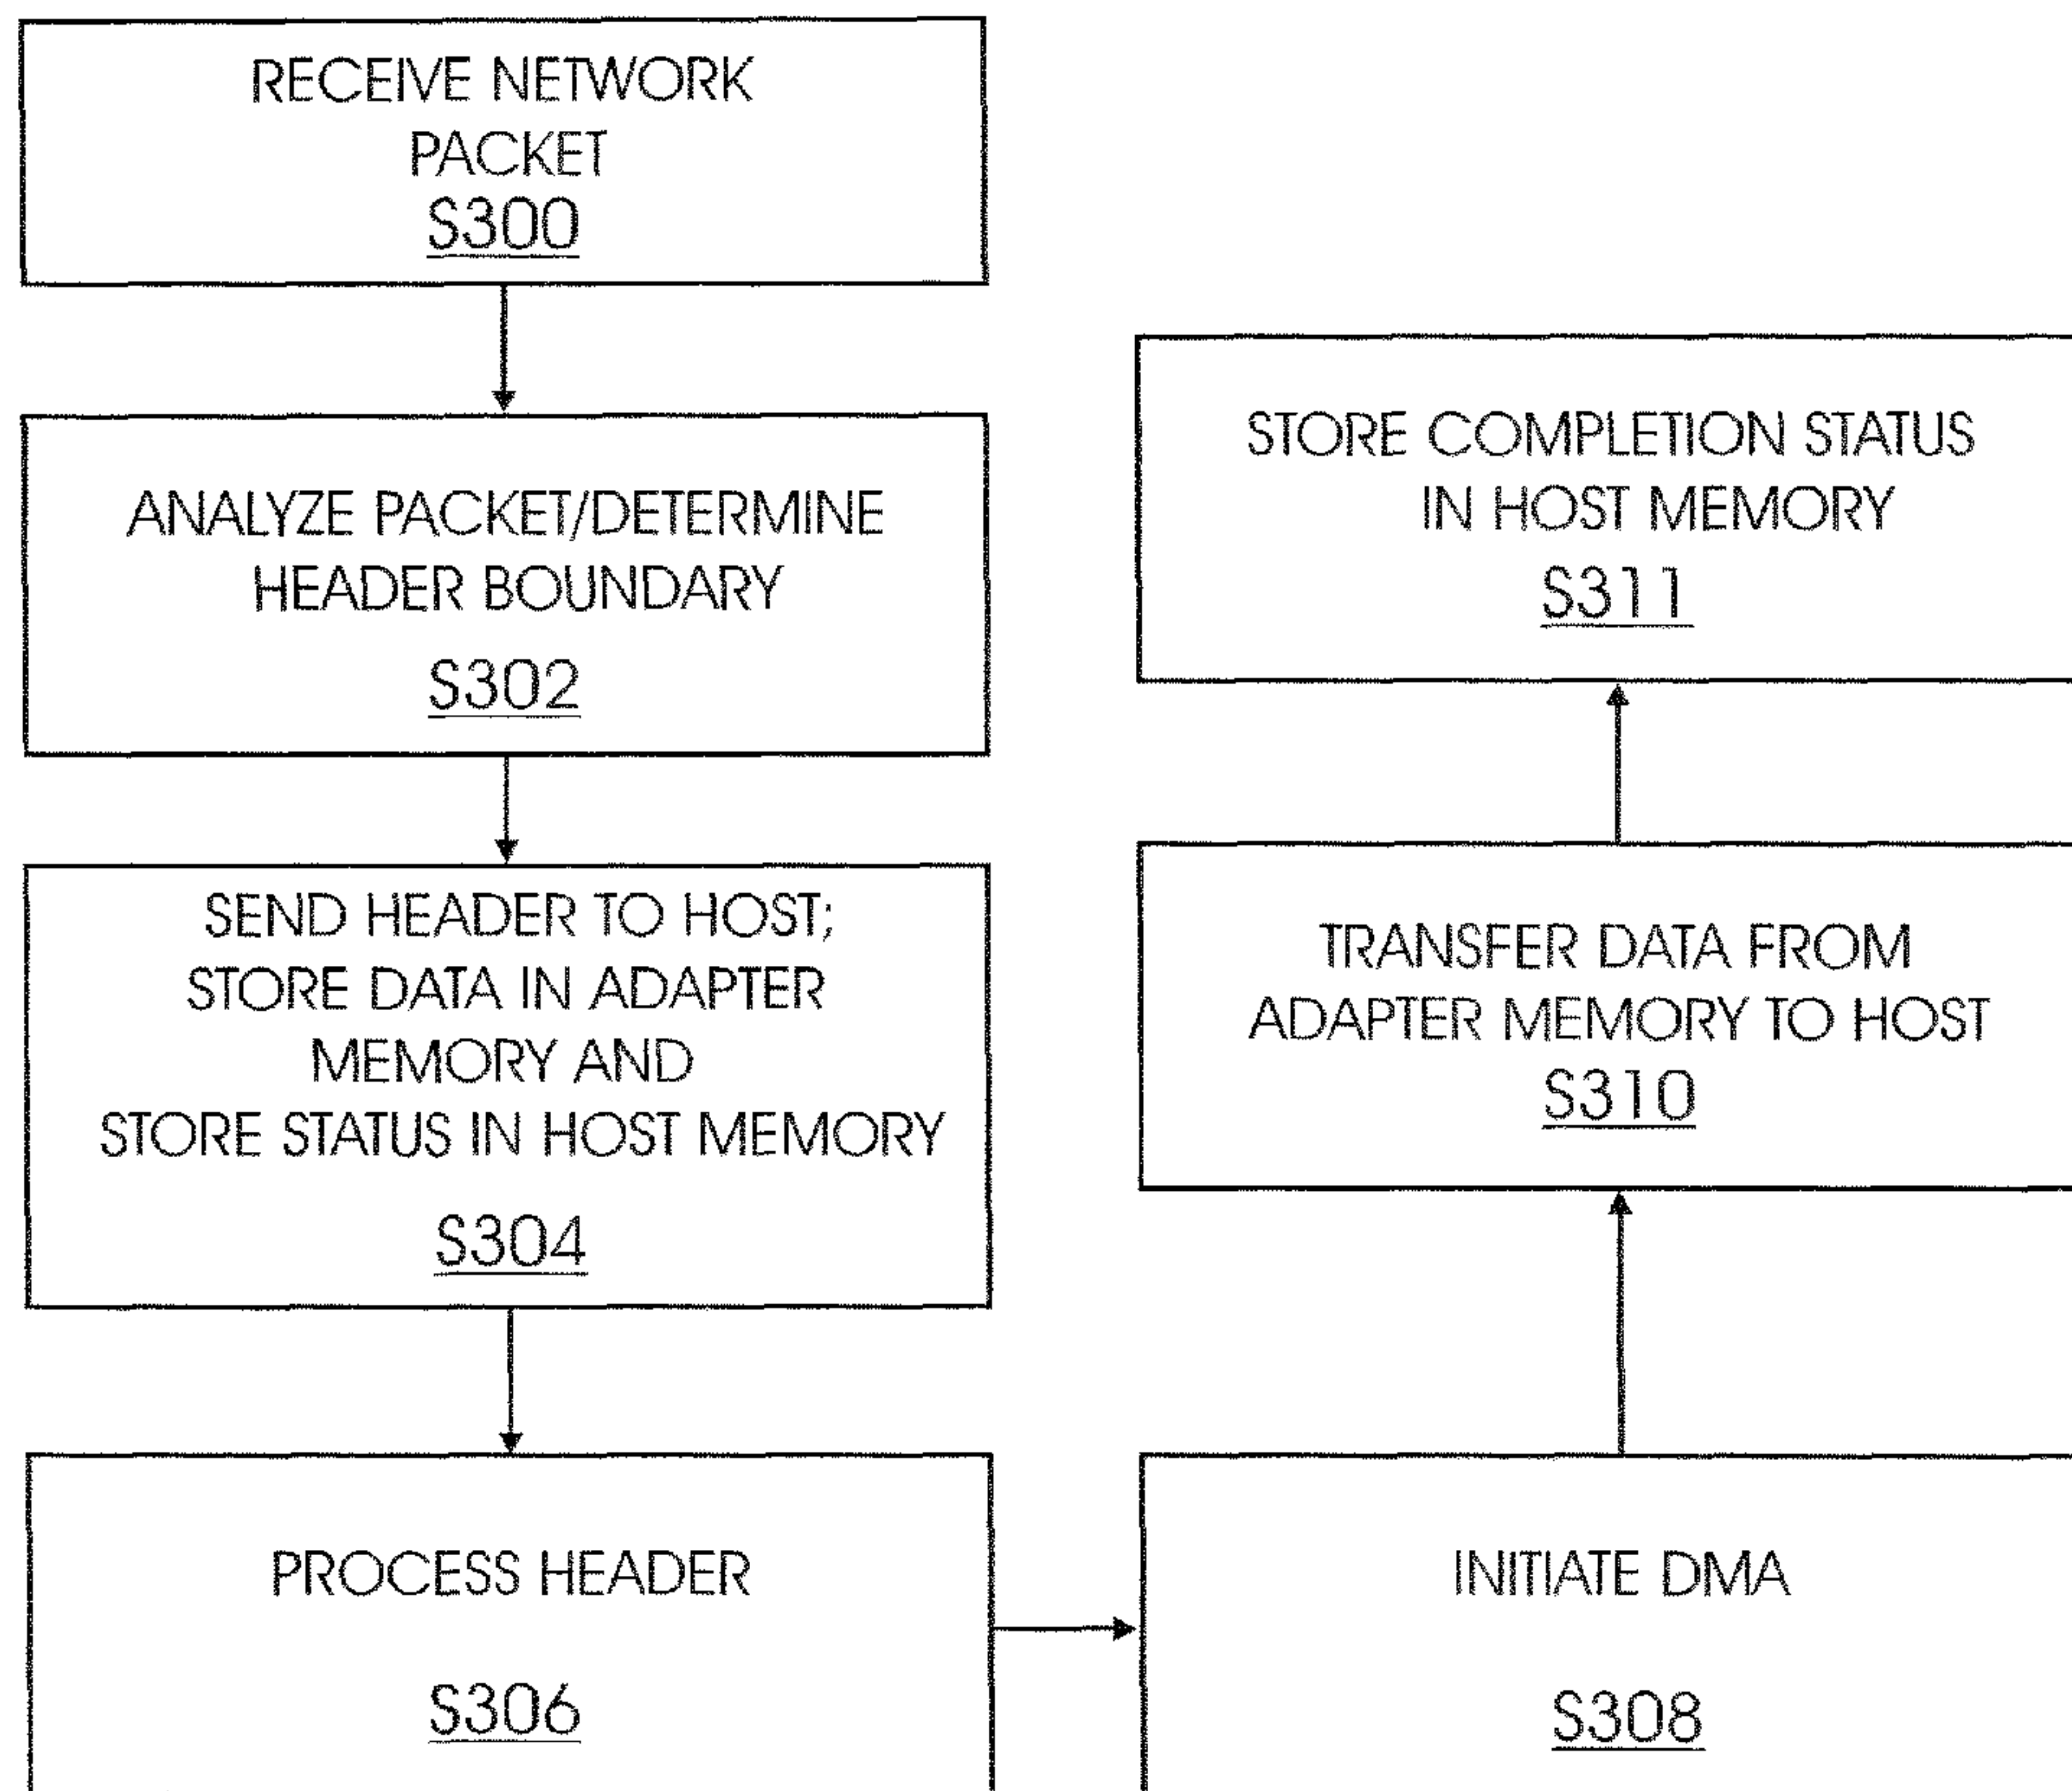 RECEIVE NETWORK
PACKET
S300
ANALYZE PACKET/DETERMINE
HEADER BOUNDARY
S302
SEND HEADER TO HOST;
STORE DATA IN ADAPTER
MEMORY AND
STORE STATUS IN HOST MEMORY
S304
PROCESS HEADER
S306
INITIATE DMA
S308
TRANSFER DATA FROM
ADAPTER MEMORY TO HOST
S310
STORE COMPLETION STATUS
IN HOST MEMORY
S311